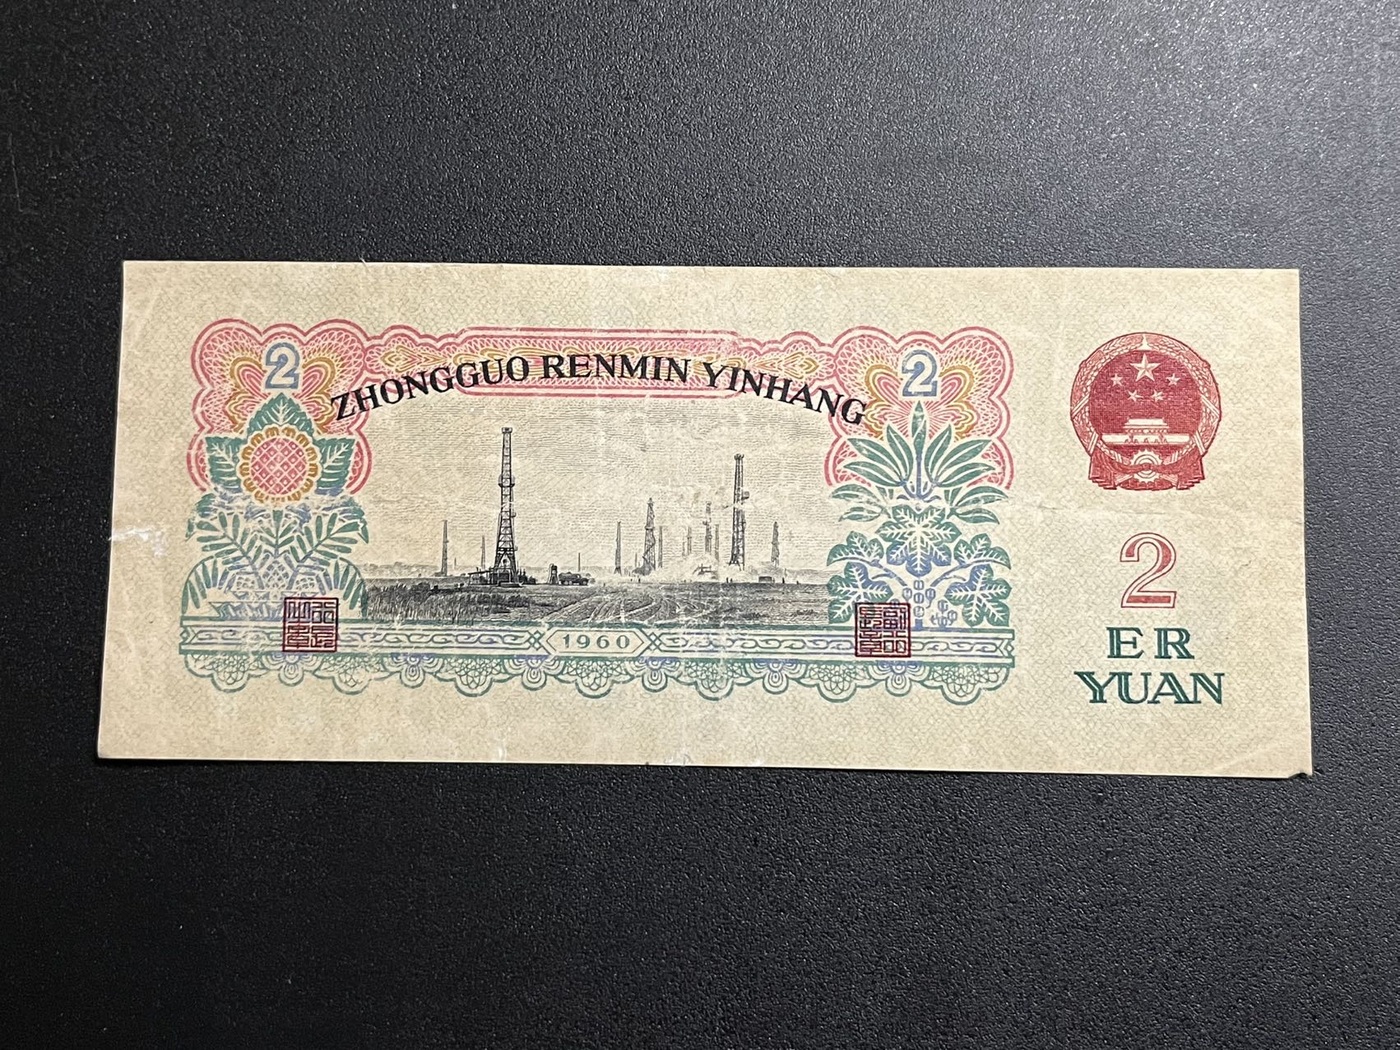 2
2
ZHONGGUO RENMIN YINHANG
1960
2
ER
YUAN